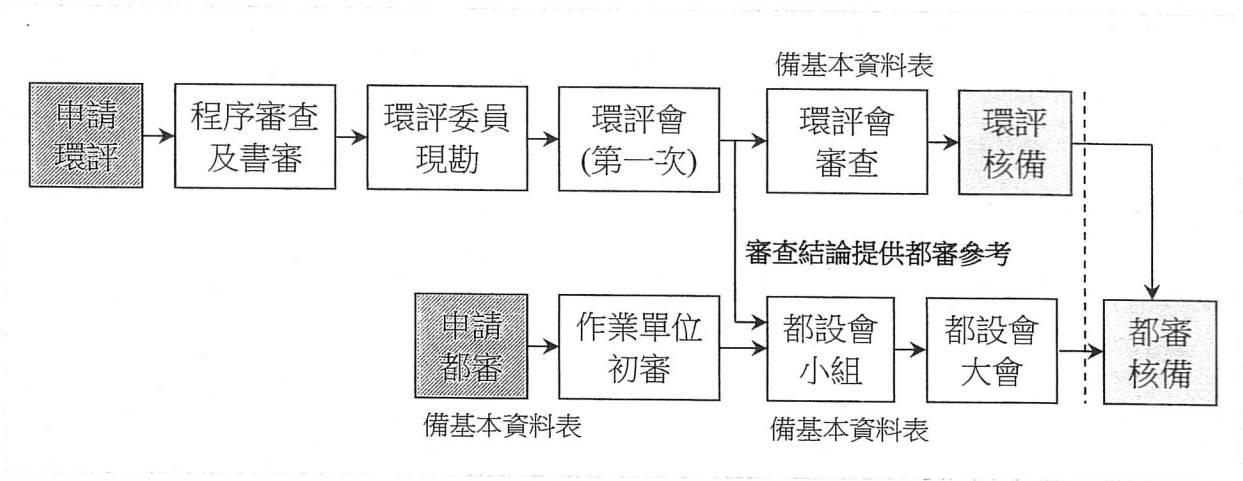 備基本資料表
申請
環評
程序審查
及書審
環評委員
現勘
環評會
(第一次)
環評會
審查
環評
核備
審查結論提供都審參考
申請
都審
作業單位
初審
都設會
小組
都設會
大會
都審
核備
備基本資料表
備基本資料表